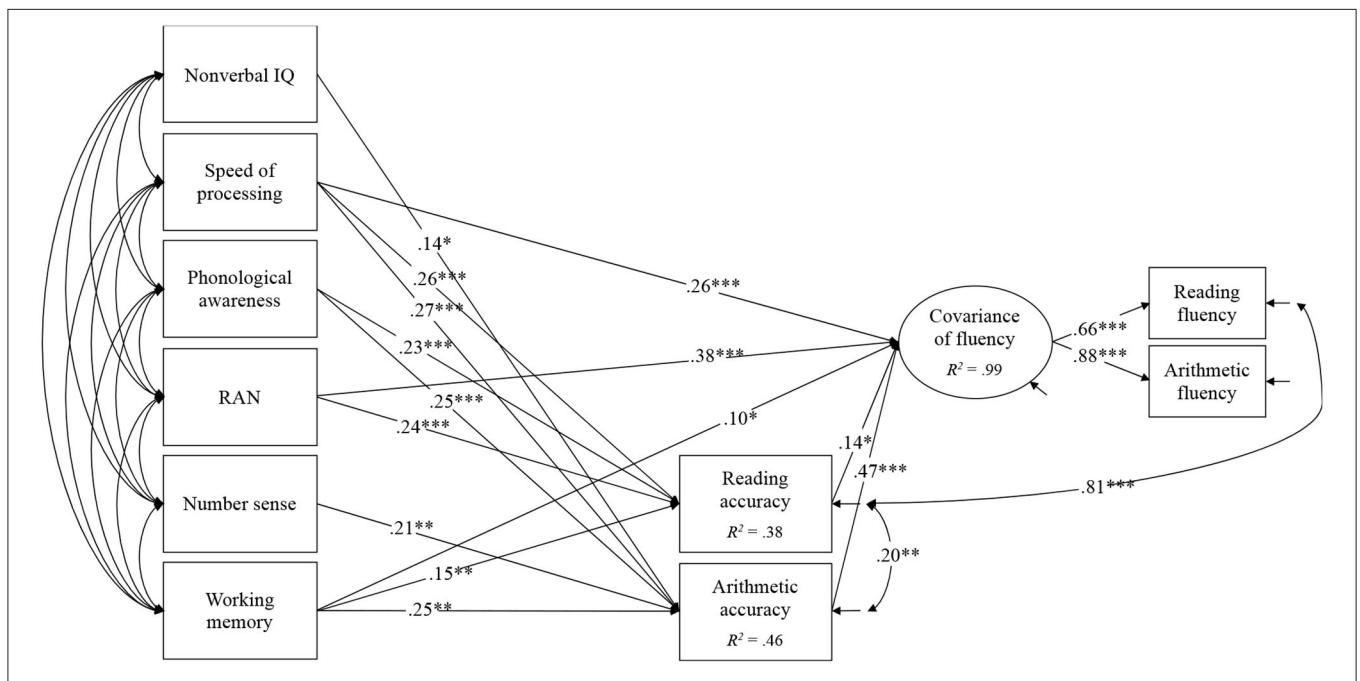 Nonverbal IQ
Speed of
processing
Phonological
awareness
RAN
Number sense
Working
memory
.14*
.26***
.27***
.23***
.25***
.24***
.21**
.15**
.25**
.26***
.38***
.10*
.14*
.47***
Reading
accuracy
R² = .38
Arithmetic
accuracy
R² = .46
Covariance
of fluency
R² = .99
.66***
.88***
Reading
fluency
Arithmetic
fluency
.81***
.20**